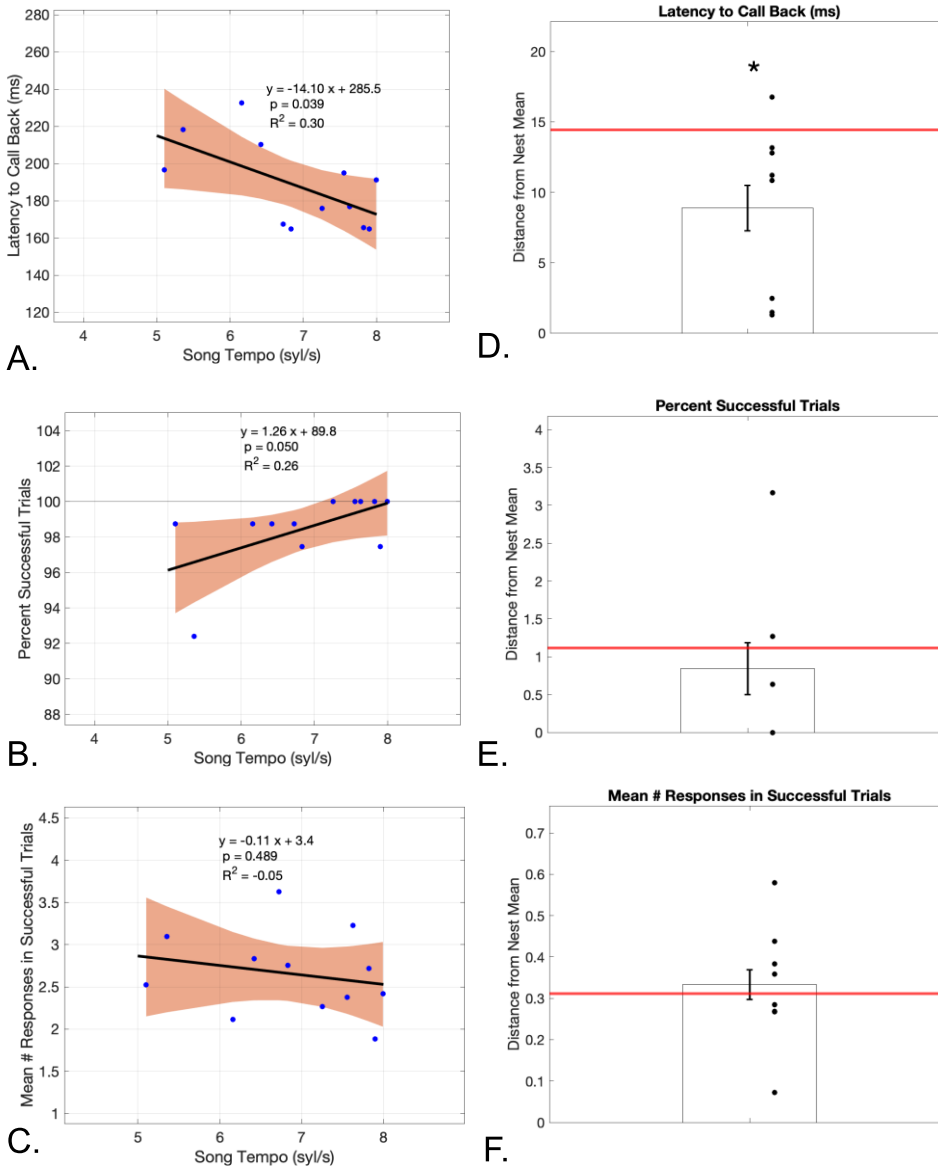 280
260
240
220
200
180
160
140
120
Latency to Call Back (ms)
y = -14.10 x + 285.5
p = 0.039
R² = 0.30
4
5
6
7
8
Song Tempo (syl/s)
A.
Latency to Call Back (ms)
20
15
10
5
0
Distance from Nest Mean
*
D.
104
102
100
98
96
94
92
90
88
Percent Successful Trials
y = 1.26 x + 89.8
p = 0.050
R² = 0.26
4
5
6
7
8
Song Tempo (syl/s)
B.
Percent Successful Trials
4
3.5
3
2.5
2
1.5
1
0.5
0
Distance from Nest Mean
E.
4.5
4
3.5
3
2.5
2
1.5
1
Mean # Responses in Successful Trials
y = -0.11 x + 3.4
p = 0.489
R² = -0.05
5
6
7
8
Song Tempo (syl/s)
C.
Mean # Responses in Successful Trials
0.7
0.6
0.5
0.4
0.3
0.2
0.1
0
Distance from Nest Mean
F.